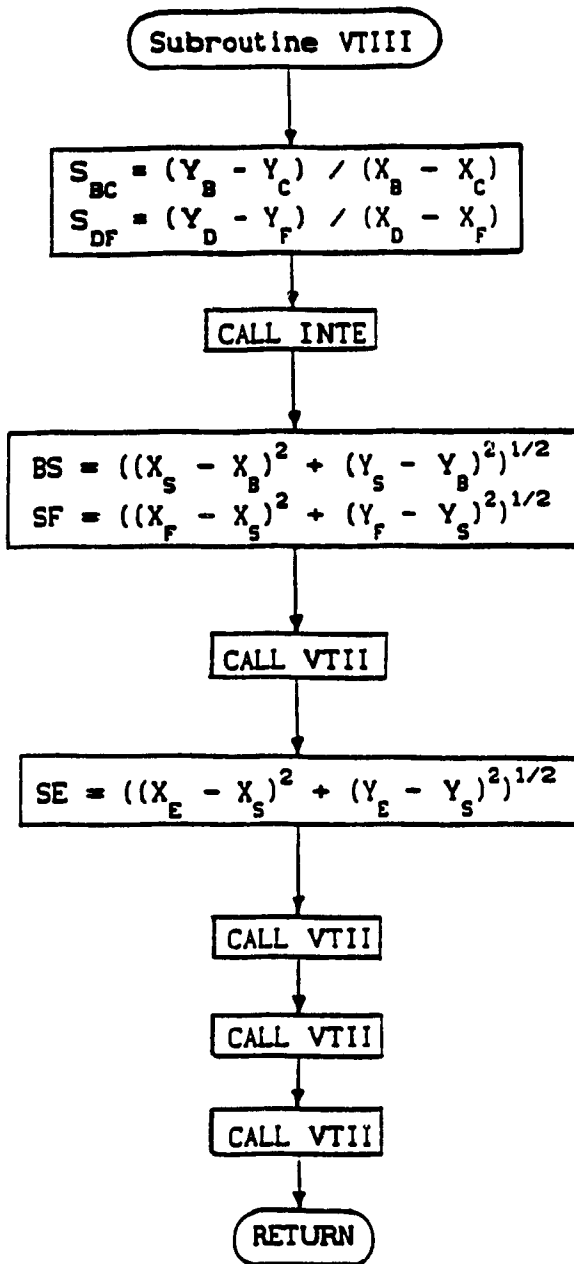 Subroutine VTIII
S_BC = (Y_B - Y_C) / (X_B - X_C)
S_DF = (Y_D - Y_F) / (X_D - X_F)
CALL INTE
BS = ((X_S - X_B)^2 + (Y_S - Y_B)^2)^1/2
SF = ((X_F - X_S)^2 + (Y_F - Y_S)^2)^1/2
CALL VTII
SE = ((X_E - X_S)^2 + (Y_E - Y_S)^2)^1/2
CALL VTII
CALL VTII
CALL VTII
RETURN